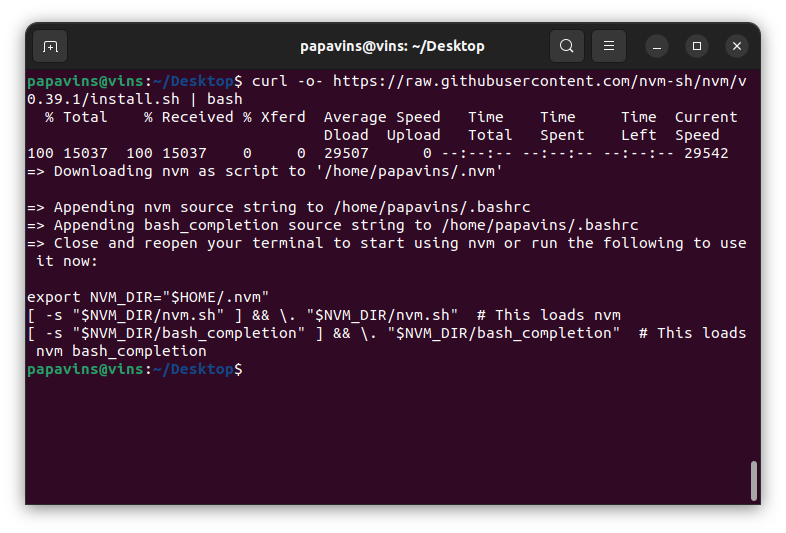 papavins@vins: ~/Desktop
papavins@vins:~/Desktop$ curl -o- https://raw.githubusercontent.com/nvm-sh/nvm/v
0.39.1/install.sh | bash
  % Total    % Received % Xferd  Average Speed   Time    Time     Time  Current
                                 Dload  Upload   Total   Spent    Left  Speed
100 15037  100 15037    0     0  29507      0 --:--:-- --:--:-- --:--:-- 29542
=> Downloading nvm as script to '/home/papavins/.nvm'
=> Appending nvm source string to /home/papavins/.bashrc
=> Appending bash_completion source string to /home/papavins/.bashrc
=> Close and reopen your terminal to start using nvm or run the following to use
 it now:
export NVM_DIR="$HOME/.nvm"
[ -s "$NVM_DIR/nvm.sh" ] && \. "$NVM_DIR/nvm.sh"  # This loads nvm
[ -s "$NVM_DIR/bash_completion" ] && \. "$NVM_DIR/bash_completion"  # This loads
 nvm bash_completion
papavins@vins:~/Desktop$